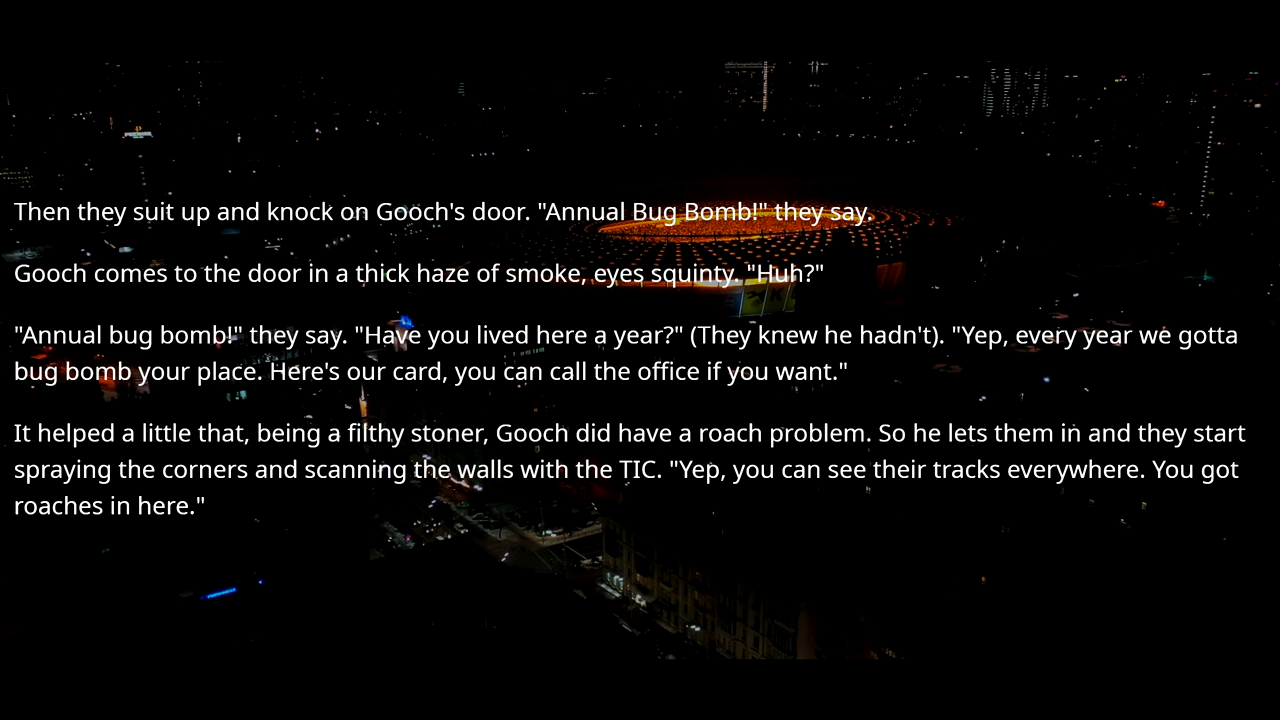 Then they suit up and knock on Gooch's door. "Annual Bug Bomb!" they say.
Gooch comes to the door in a thick haze of smoke, eyes squinty. "Huh?"
"Annual bug bomb!" they say. "Have you lived here a year?" (They knew he hadn't). "Yep, every year we gotta
bug bomb your place. Here's our card, you can call the office if you want."
It helped a little that, being a filthy stoner, Gooch did have a roach problem. So he lets them in and they start
spraying the corners and scanning the walls with the TIC. "Yep, you can see their tracks everywhere. You got
roaches in here."